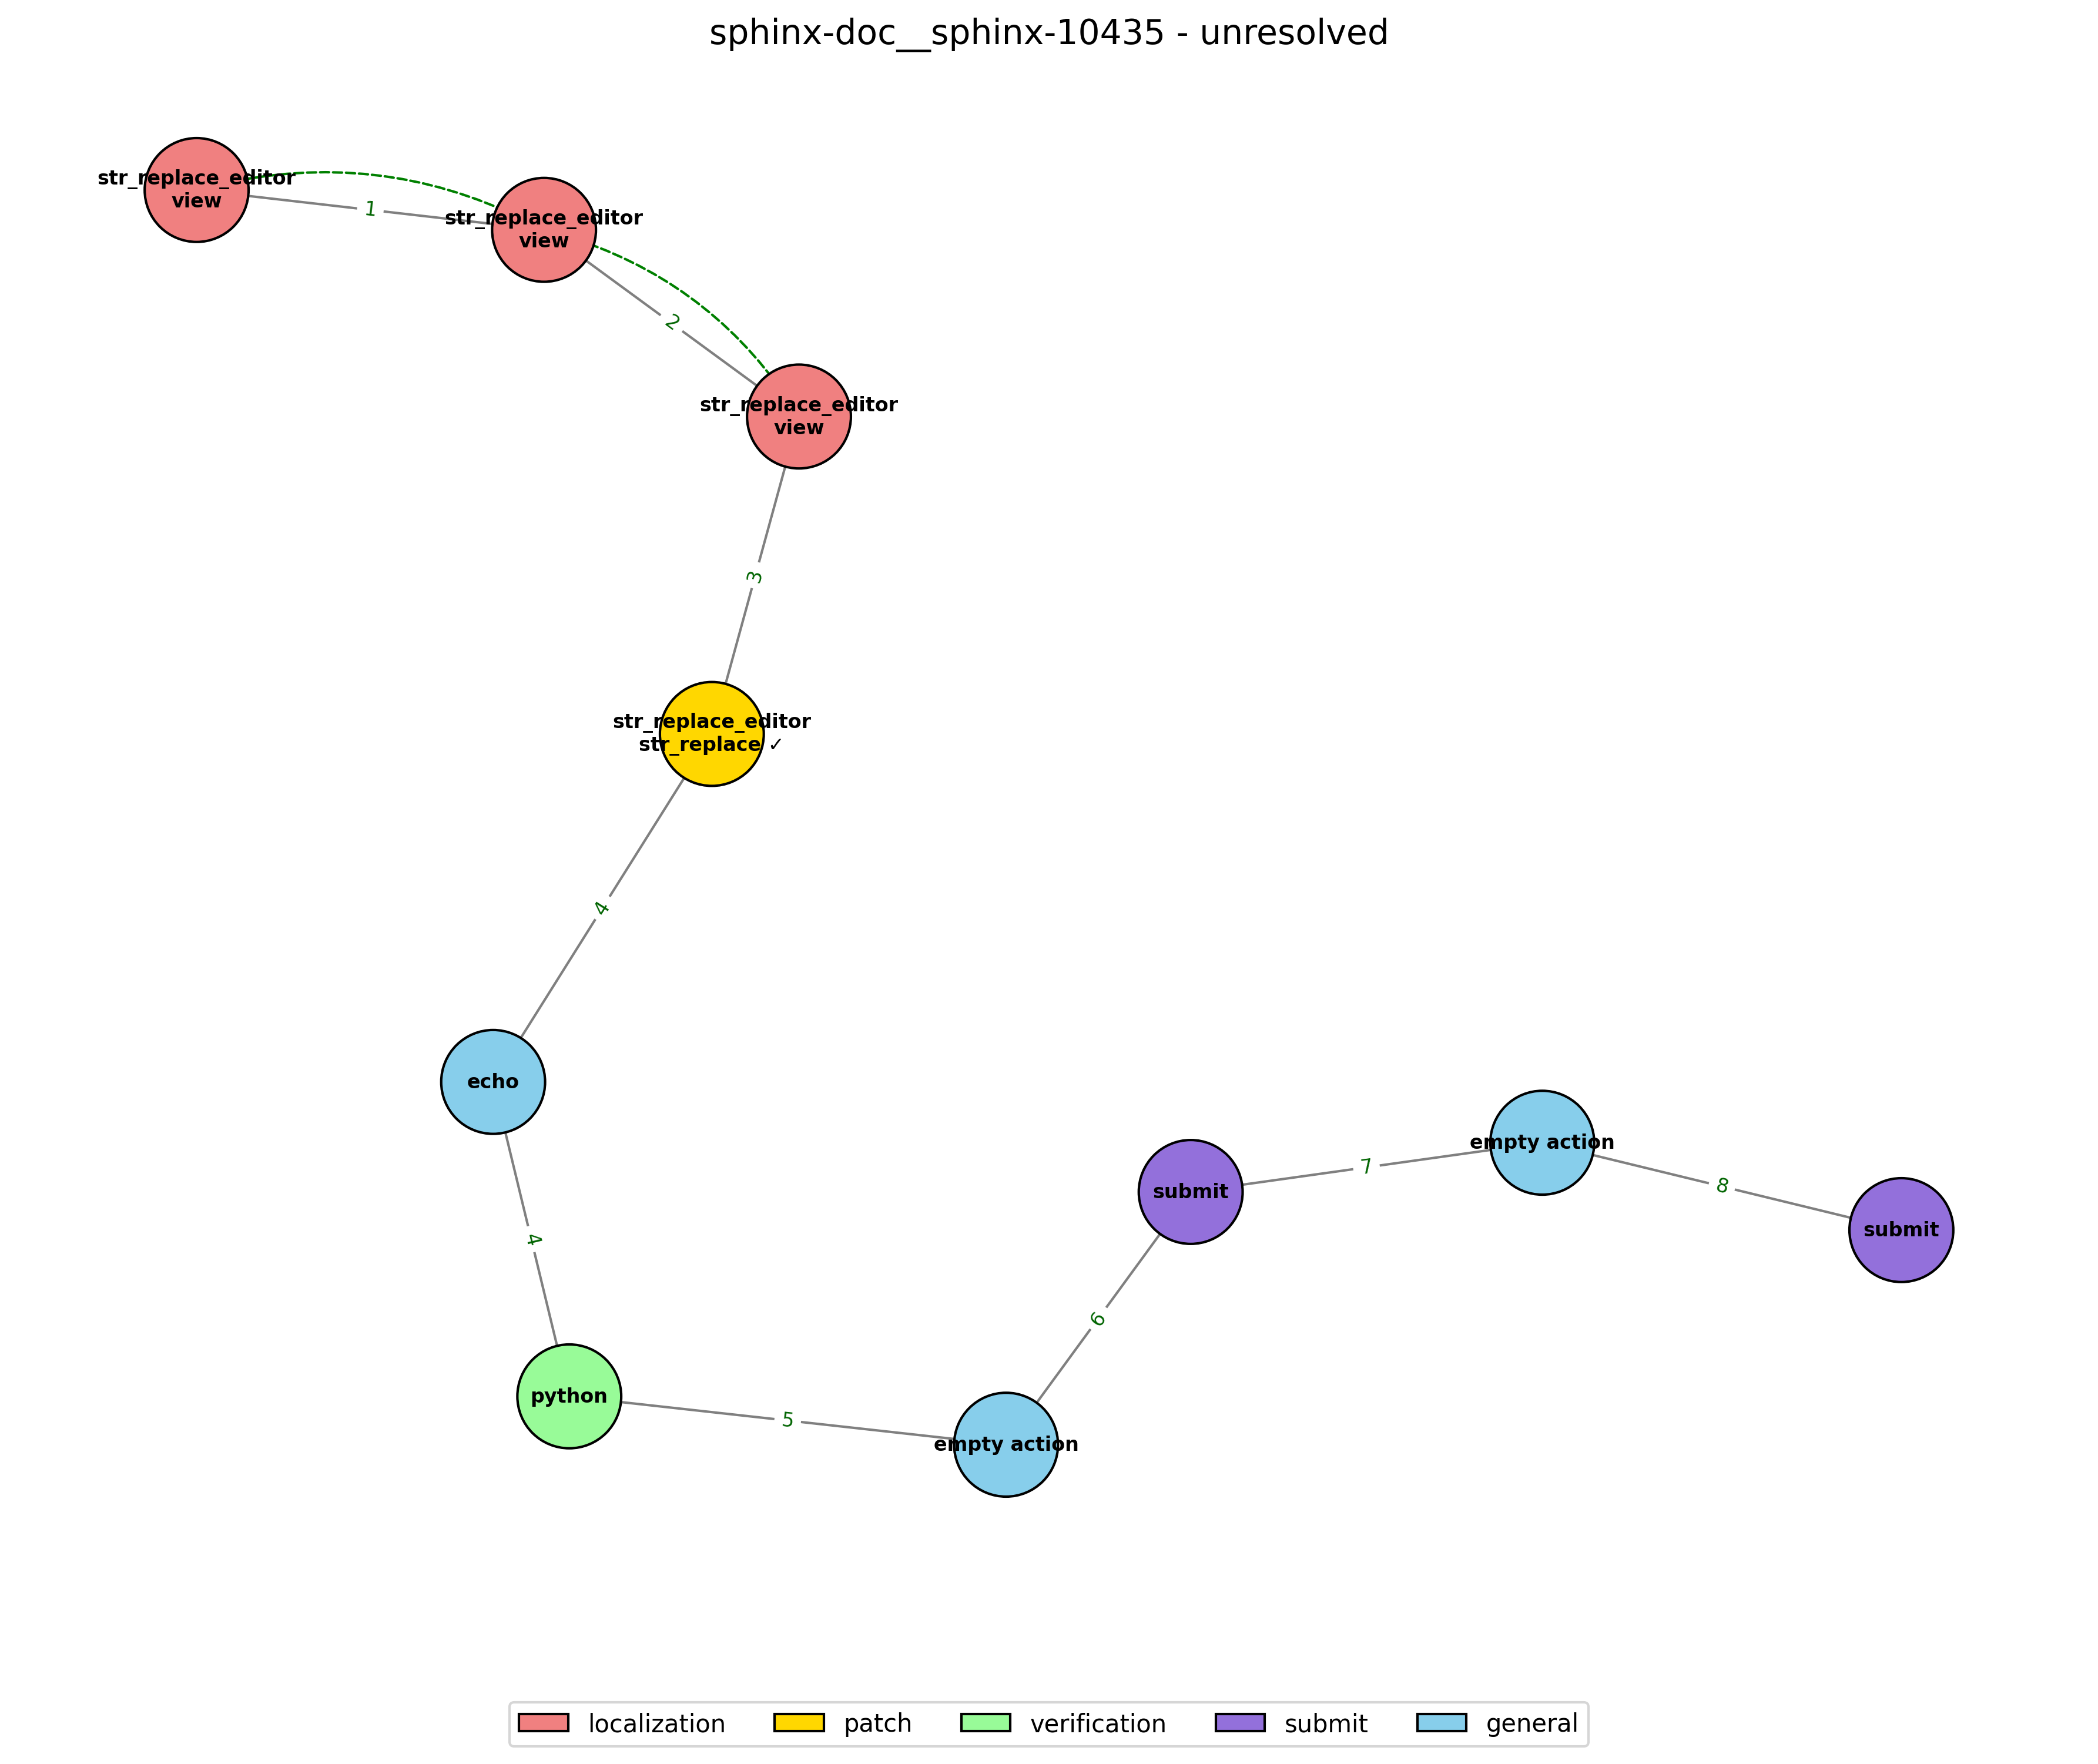 sphinx-doc__sphinx-10435 - unresolved
str_replace_editor
view
1
str_replace_editor
view
2
str_replace_editor
view
3
str_replace_editor
str_replace ✓
4
echo
4
python
5
empty action
6
submit
7
empty action
8
submit
localization
patch
verification
submit
general